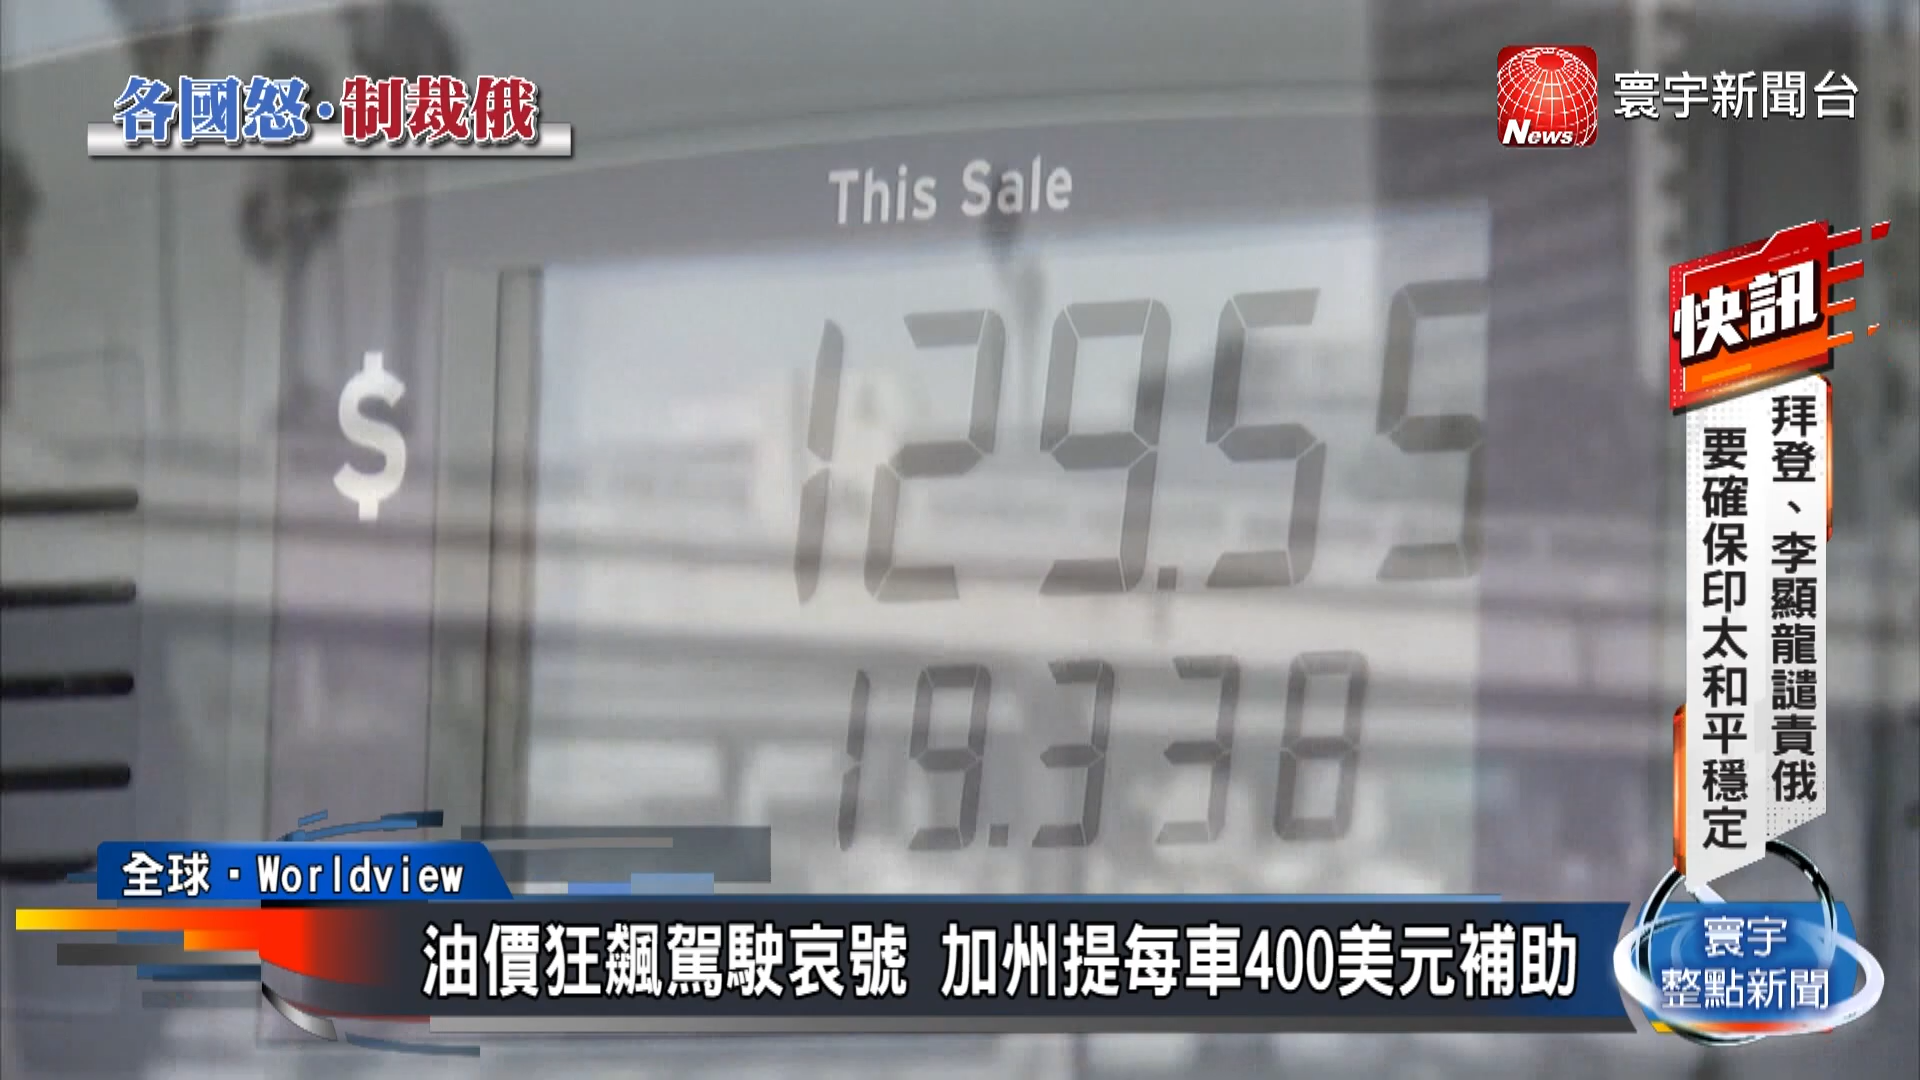 各國怒·制裁俄
News 寰宇新聞台
This Sale
$
129.59
19.338
快訊
拜登、李顯龍譴責俄
要確保印太和平穩定
全球·Worldview
油價狂飆駕駛哀號 加州提每車400美元補助
寰宇
整點新聞